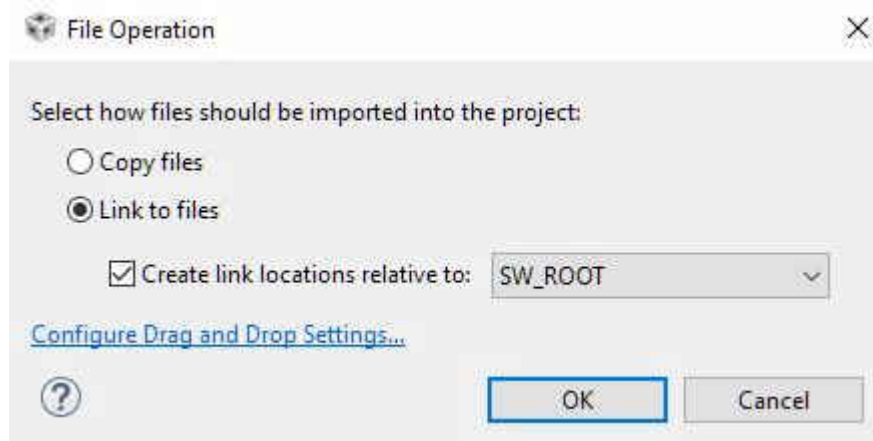 File Operation
Select how files should be imported into the project:
Copy files
Link to files
Create link locations relative to: SW_ROOT
Configure Drag and Drop Settings...
? OK Cancel